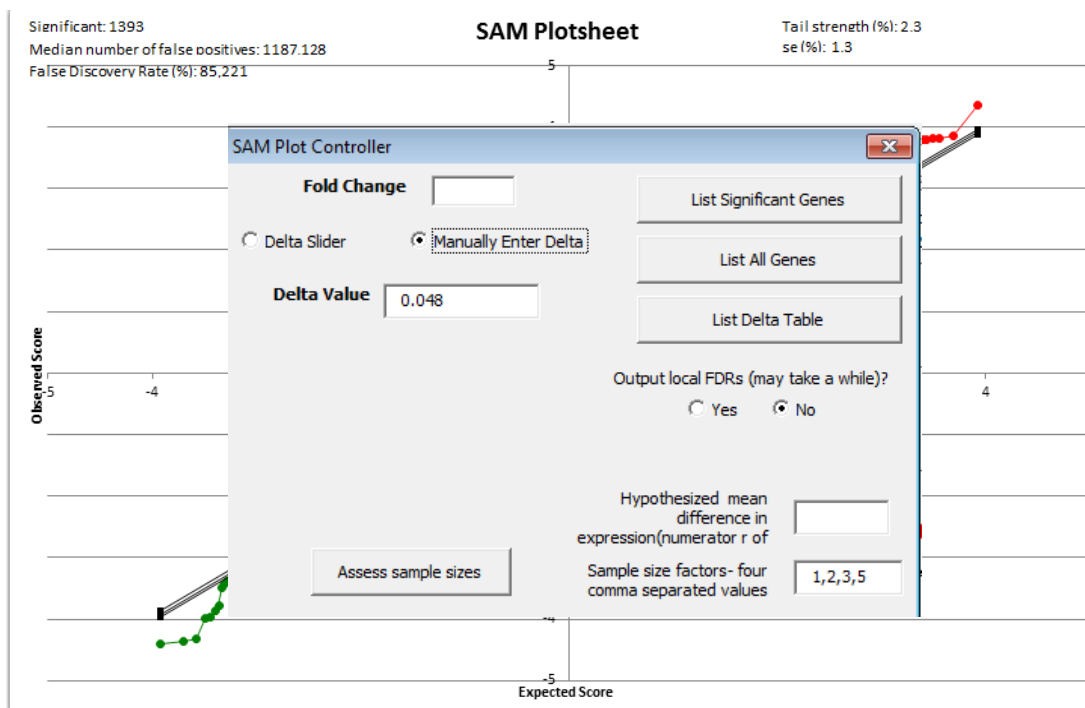 Significant: 1393
Median number of false positives: 1187.128
False Discovery Rate (%): 85,221
SAM Plotsheet
Tail strength (%): 2.3
se (%): 1.3
5
SAM Plot Controller
Fold Change
List Significant Genes
Delta Slider
Manually Enter Delta
List All Genes
Delta Value
0.048
List Delta Table
Observed Score
-5
-4
4
Output local FDRs (may take a while)?
Yes
No
Hypothesized mean
difference in
expression(numerator r of
Assess sample sizes
Sample size factors- four
comma separated values
1,2,3,5
-4
-5
Expected Score